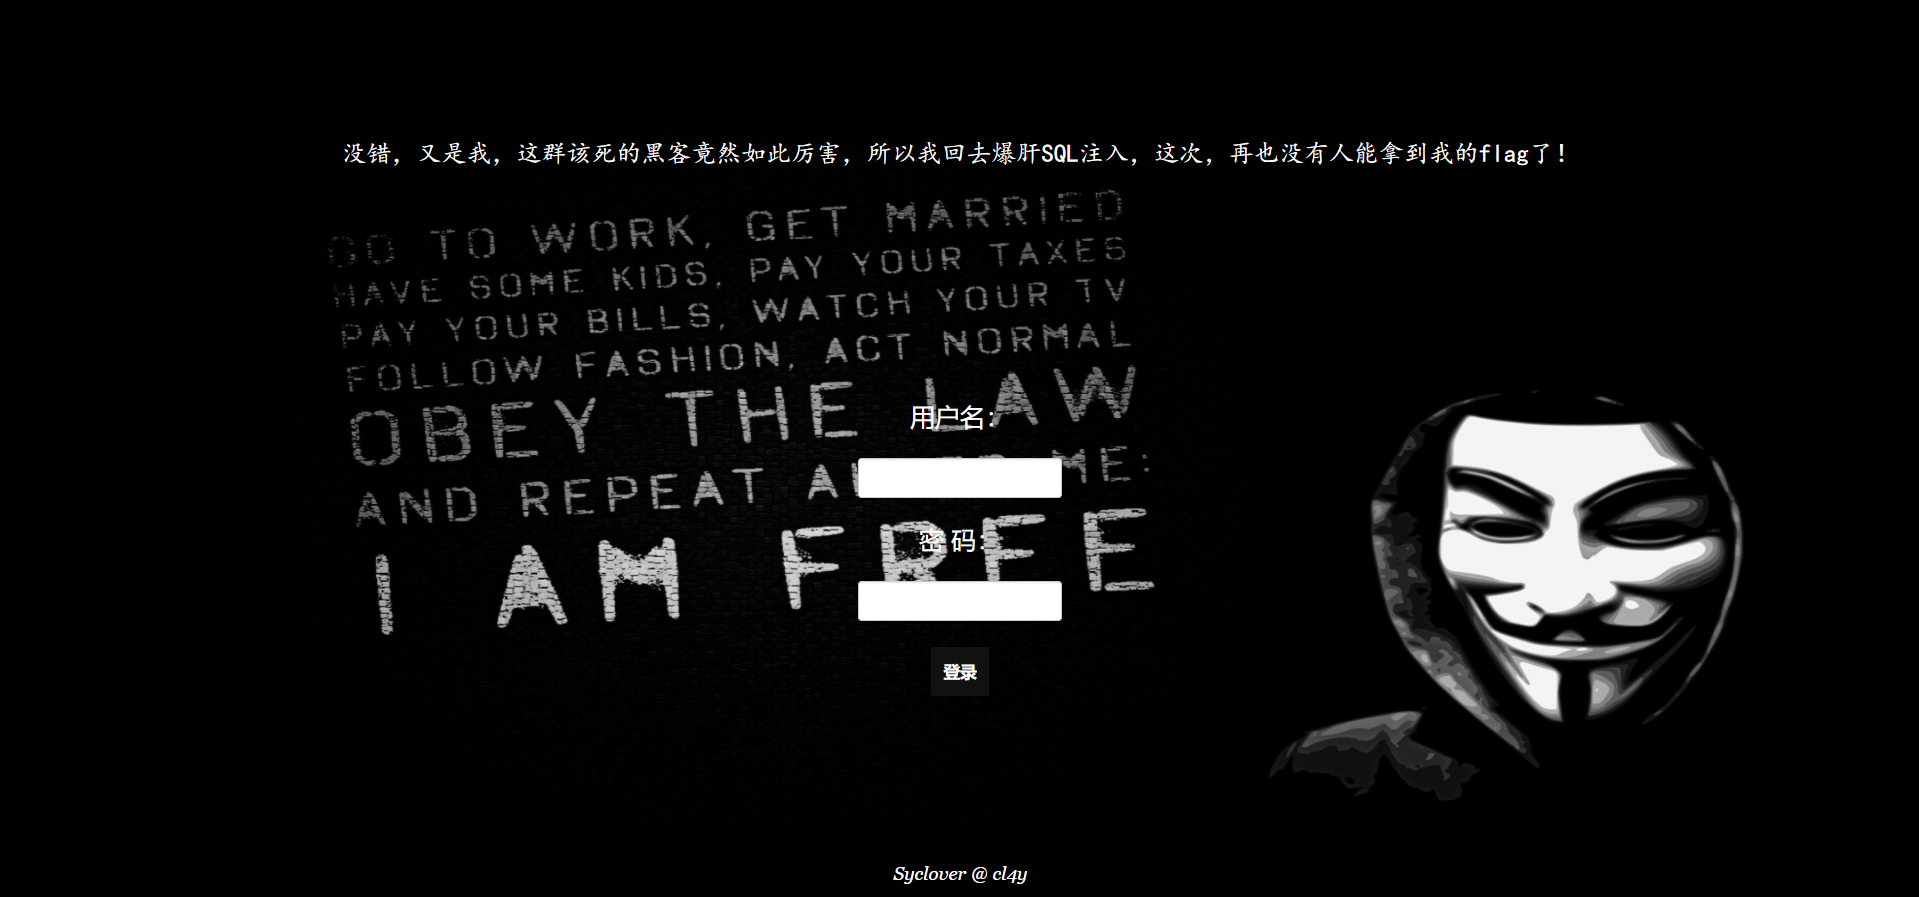 没错，又是我，这群该死的黑客竟然如此厉害，所以我回去爆肝SQL注入，这次，再也没有人能拿到我的flag了！
GO TO WORK, GET MARRIED
HAVE SOME KIDS, PAY YOUR TAXES
PAY YOUR BILLS, WATCH YOUR TV
FOLLOW FASHION, ACT NORMAL
OBEY THE LAW
AND REPEAT AFTER ME:
I AM FREE
用户名：
密 码：
登录
Syclover @ cl4y